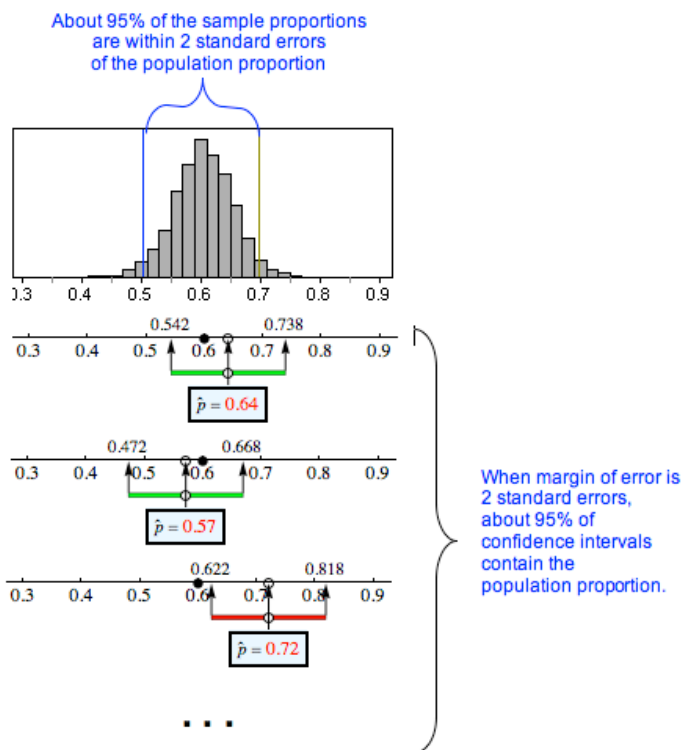 About 95% of the sample proportions
are within 2 standard errors
of the population proportion
0.3 0.4 0.5 0.6 0.7 0.8 0.9
0.542 0.738
0.3 0.4 0.5 0.6 0.7 0.8 0.9
p̂ = 0.64
0.472 0.668
0.3 0.4 0.5 0.6 0.7 0.8 0.9
p̂ = 0.57
0.622 0.818
0.3 0.4 0.5 0.6 0.7 0.8 0.9
p̂ = 0.72
When margin of error is
2 standard errors,
about 95% of
confidence intervals
contain the
population proportion.
...